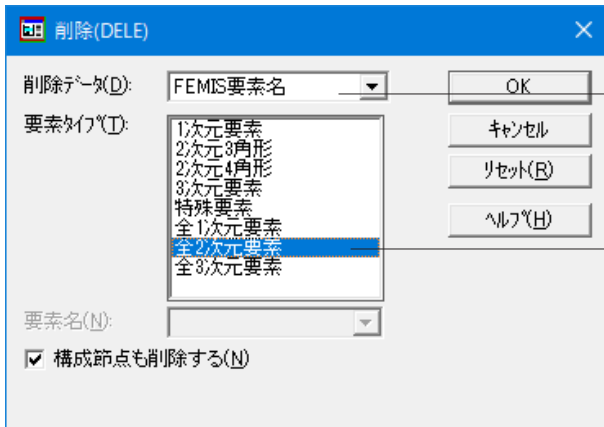 削除(DELE)
削除ﾃﾞｰﾀ(D): FEMIS要素名 OK
要素ﾀｲﾌﾟ(T): 1次元要素 ｷｬﾝｾﾙ
2次元3角形
2次元4角形
3次元要素 ﾘｾｯﾄ(R)
特殊要素
全1次元要素 ﾍﾙﾌﾟ(H)
全2次元要素
全3次元要素
要素名(N):
構成節点も削除する(N)